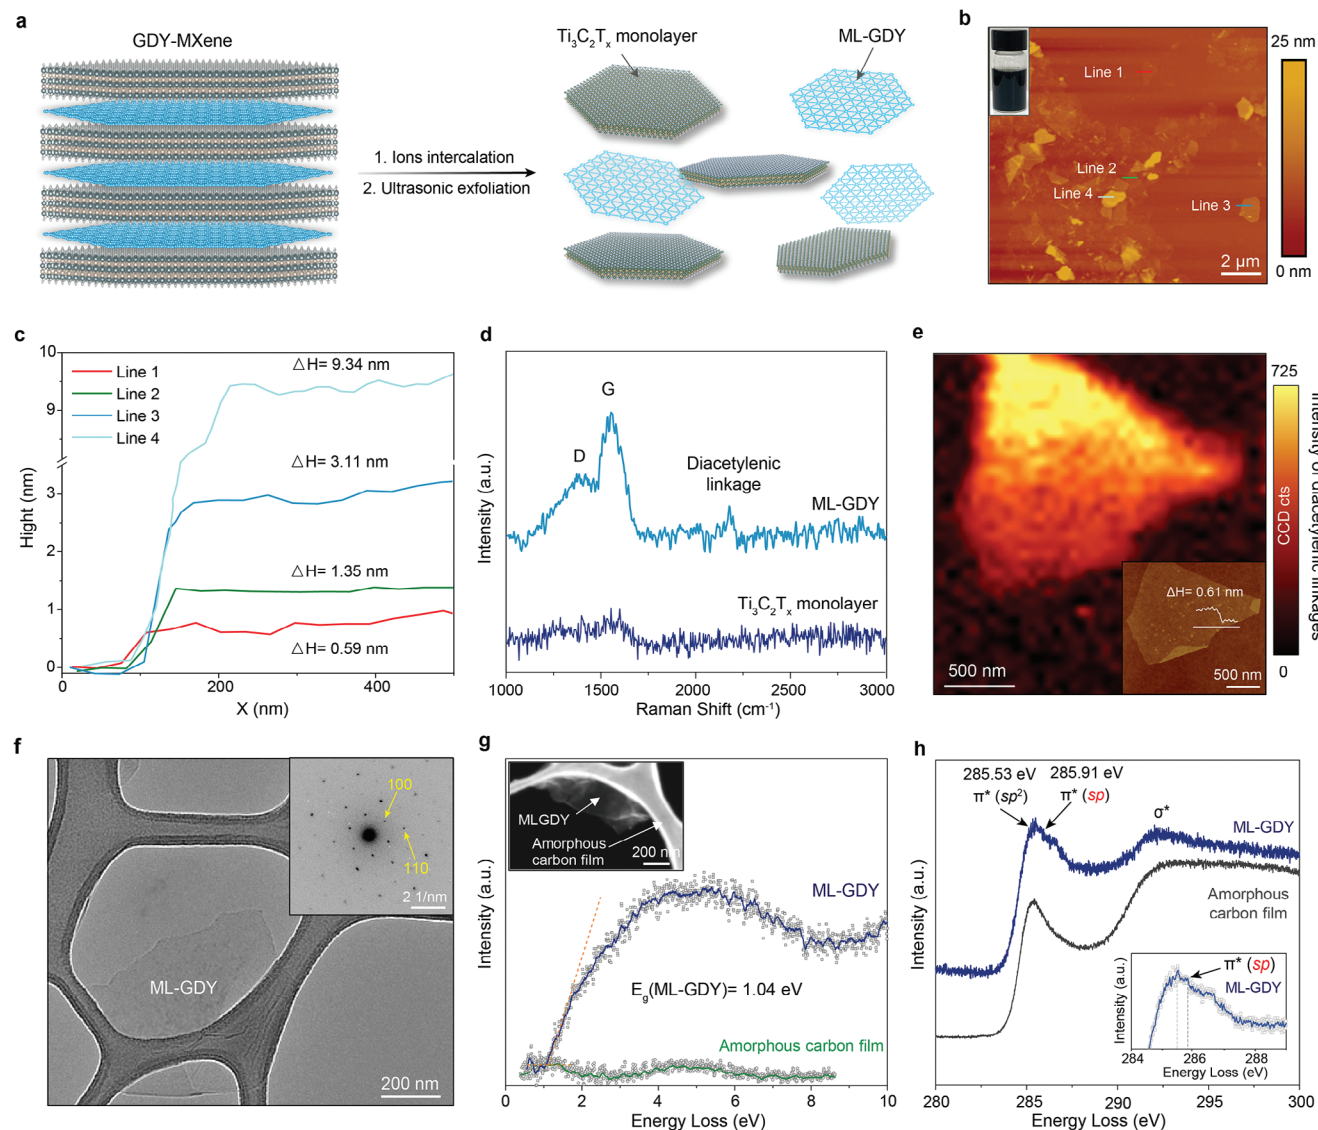 a
GDY-MXene
1. Ions intercalation
2. Ultrasonic exfoliation
Ti₃C₂Tₓ monolayer
ML-GDY
b
Line 1
Line 2
Line 4
Line 3
2 µm
25 nm
0 nm
c
Hight (nm)
10
9
3
2
1
0
Line 1
Line 2
Line 3
Line 4
△H= 9.34 nm
△H= 3.11 nm
△H= 1.35 nm
△H= 0.59 nm
0
200
400
X (nm)
d
Intensity (a.u.)
D
G
Diacetylenic
linkage
ML-GDY
Ti₃C₂Tₓ monolayer
1000
1500
2000
2500
3000
Raman Shift (cm⁻¹)
e
500 nm
ΔH= 0.61 nm
500 nm
725
CCD cts
0
Intensity of diacetylenic linkages
f
100
110
2 1/nm
ML-GDY
200 nm
g
Intensity (a.u.)
MLGDY
Amorphous
carbon film
200 nm
ML-GDY
Eg(ML-GDY)= 1.04 eV
Amorphous carbon film
0
2
4
6
8
10
Energy Loss (eV)
h
Intensity (a.u.)
285.53 eV
π* (sp²)
285.91 eV
π* (sp)
σ*
ML-GDY
Amorphous
carbon film
Intensity (a.u.)
π* (sp)
ML-GDY
284
286
288
Energy Loss (eV)
280
285
290
295
300
Energy Loss (eV)